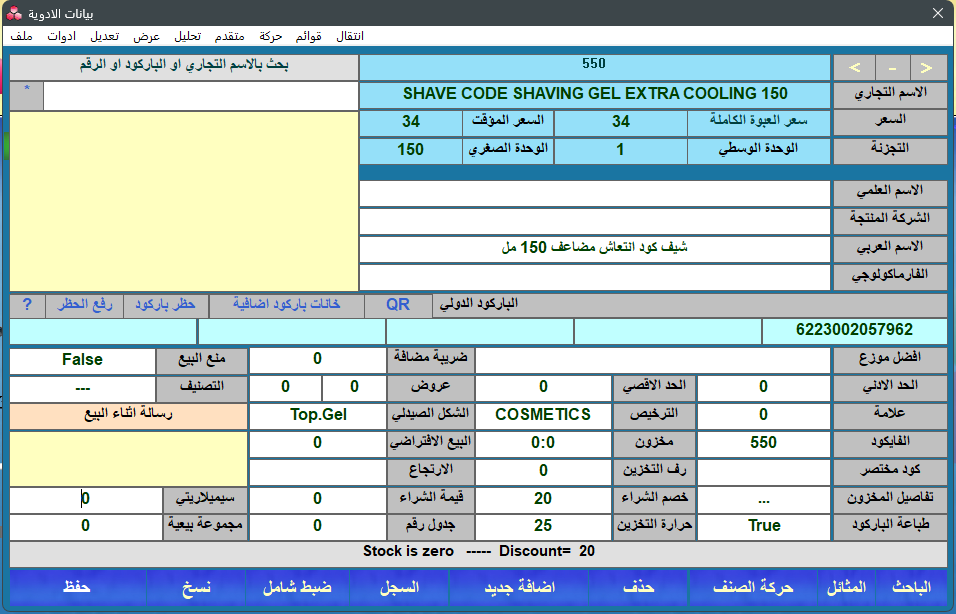 بيانات الادوية
ملف ادوات تعديل عرض تحليل متقدم حركة قوائم انتقال
بحث بالاسم التجاري او الباركود او الرقم
550
< - >
*
الاسم التجاري SHAVE CODE SHAVING GEL EXTRA COOLING 150
السعر سعر العبوة الكاملة 34 السعر المؤقت 34
التجزئة الوحدة الوسطي 1 الوحدة الصغري 150
الاسم العلمي
الشركة المنتجة
الاسم العربي شيف كود انتعاش مضاعف 150 مل
الفارماكولوجي
الباركود الدولي QR خانات باركود اضافية حظر باركود رفع الحظر ?
6223002057962
افضل موزع ضريبة مضافة 0 منع البيع False
الحد الادني 0 الحد الاقصي 0 عروض 0 0 التصنيف ---
علامة 0 الترخيص COSMETICS الشكل الصيدلي Top.Gel رسالة اثناء البيع
الفايكود 550 مخزون 0:0 البيع الافتراضي 0
كود مختصر رف التخزين 0 الارتجاع
تفاصيل المخزون ... خصم الشراء 20 قيمة الشراء 0 سيميلاريتي 0
طباعة الباركود True حرارة التخزين 25 جدول رقم 0 مجموعة بيعية 0
Stock is zero ----- Discount= 20
الباحث المثائل حركة الصنف حذف اضافة جديد السجل ضبط شامل نسخ حفظ